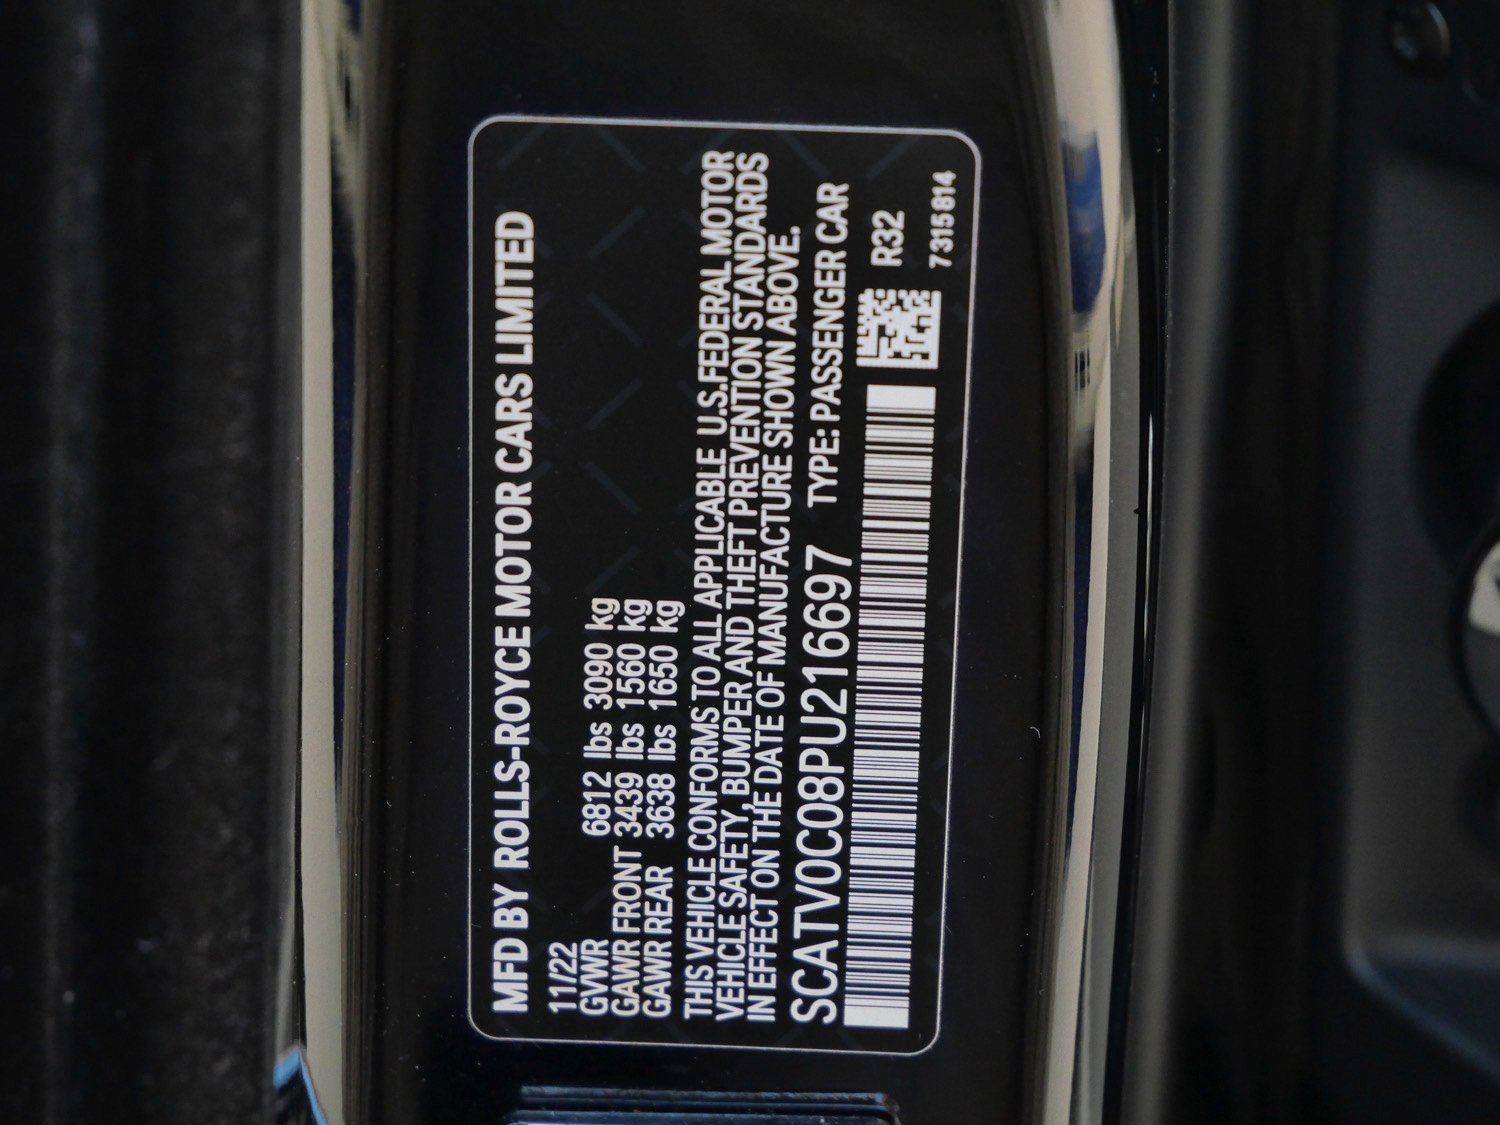 MFD BY ROLLS-ROYCE MOTOR CARS LIMITED
11/22
GVWR 6812 lbs 3090 kg
GAWR FRONT 3439 lbs 1560 kg
GAWR REAR 3638 lbs 1650 kg
THIS VEHICLE CONFORMS TO ALL APPLICABLE U.S.FEDERAL MOTOR
VEHICLE SAFETY, BUMPER AND THEFT PREVENTION STANDARDS
IN EFFECT ON THE DATE OF MANUFACTURE SHOWN ABOVE.
SCATV0C08PU216697 TYPE: PASSENGER CAR
R32
7315814